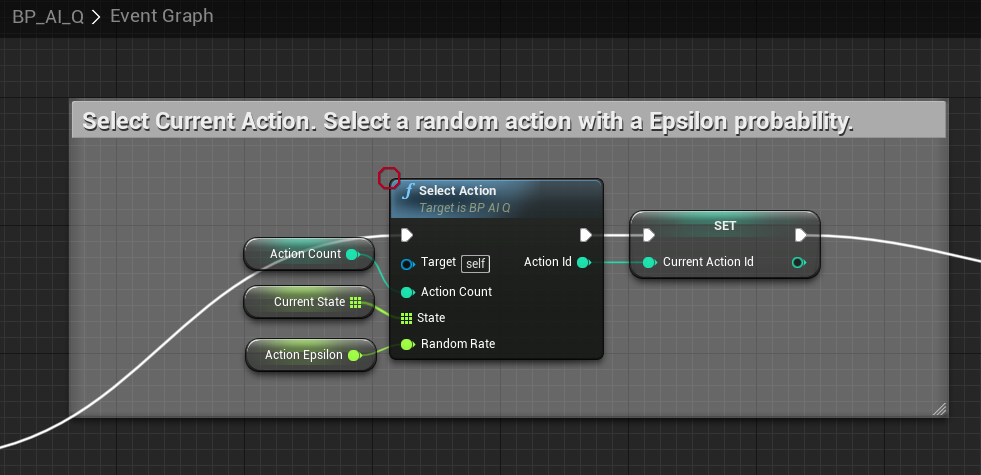 BP_AI_Q > Event Graph
Select Current Action. Select a random action with a Epsilon probability.
f Select Action
Target is BP AI Q
SET
Action Count
Target self
Action Id
Current Action Id
Action Count
Current State
State
Action Epsilon
Random Rate